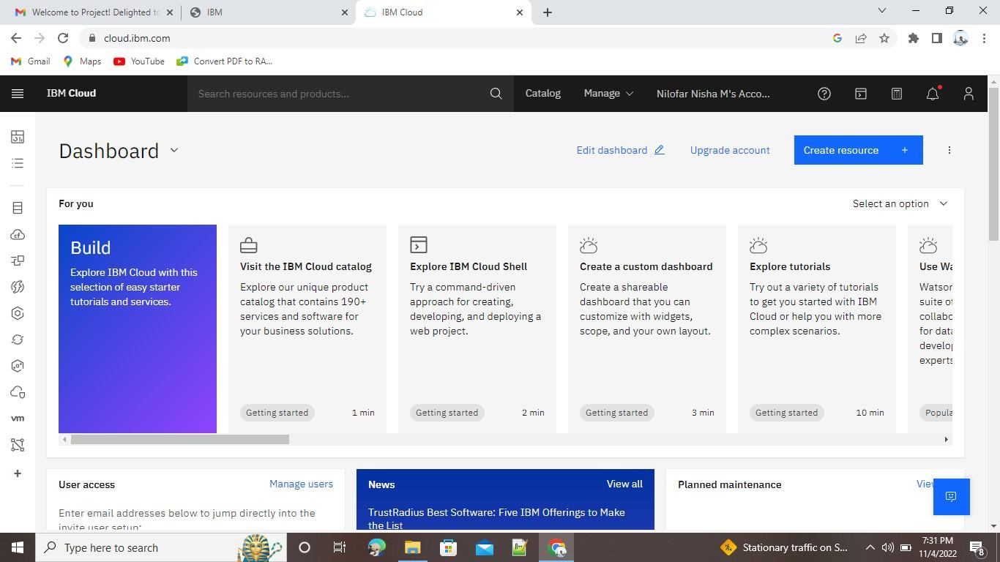 Welcome to Project! Delighted to
IBM
IBM Cloud
cloud.ibm.com
Gmail
Maps
YouTube
Convert PDF to RA...
IBM Cloud
Search resources and products...
Catalog
Manage
Nilofar Nisha M's Acco...
Dashboard
Edit dashboard
Upgrade account
Create resource +
For you
Select an option
Build
Explore IBM Cloud with this
selection of easy starter
tutorials and services.
Visit the IBM Cloud catalog
Explore our unique product
catalog that contains 190+
services and software for
your business solutions.
Getting started
1 min
Explore IBM Cloud Shell
Try a command-driven
approach for creating,
developing, and deploying a
web project.
Getting started
2 min
Create a custom dashboard
Create a shareable
dashboard that you can
customize with widgets,
scope, and your own layout.
Getting started
3 min
Explore tutorials
Try out a variety of tutorials
to get you started with IBM
Cloud or help you with more
complex scenarios.
Getting started
10 min
Use Wa
Watson
suite of
collabo
for data
develop
experts
Popula
cf
vm
User access
Manage users
Enter email addresses below to jump directly into the
invite user setup:
News
View all
TrustRadius Best Software: Five IBM Offerings to Make
the List
Planned maintenance
View
Type here to search
Stationary traffic on S...
7:31 PM
11/4/2022
8